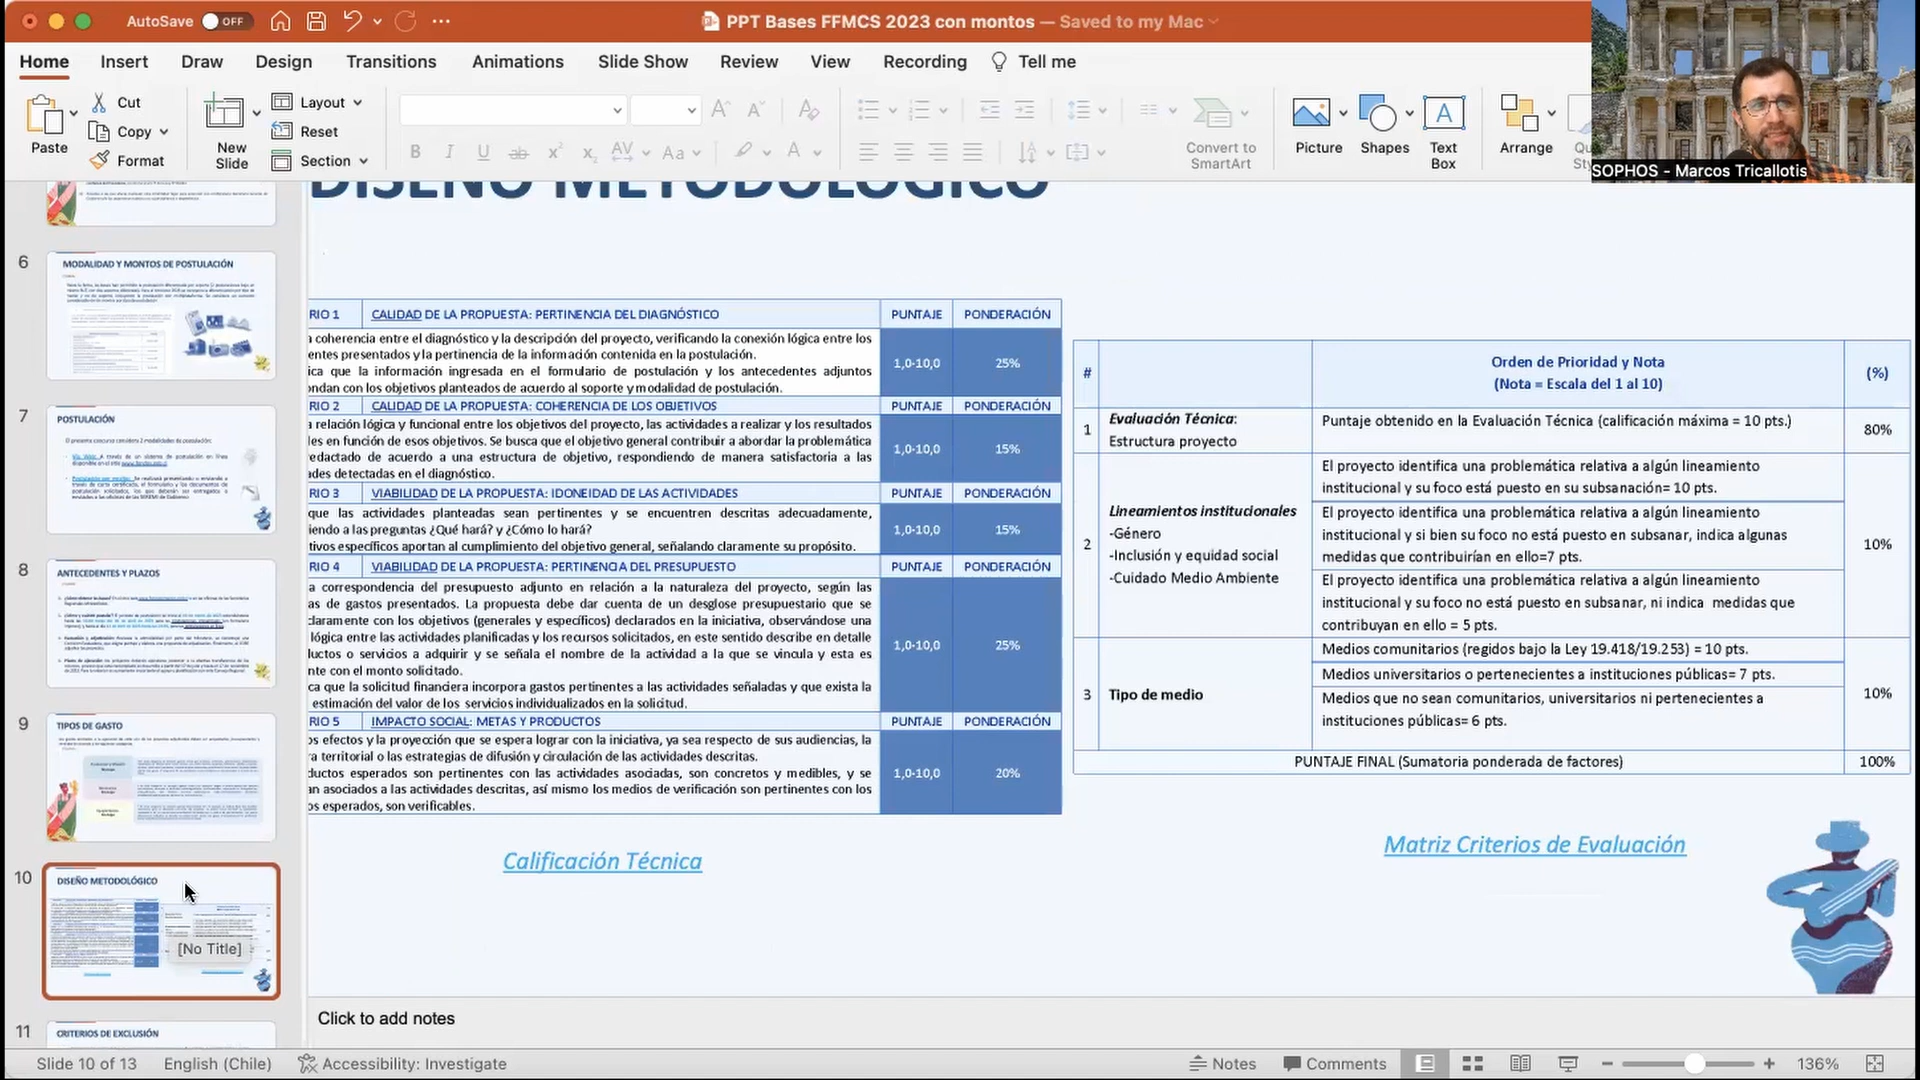 AutoSave OFF
PPT Bases FFMCS 2023 con montos — Saved to my Mac
Home Insert Draw Design Transitions Animations Slide Show Review View Recording Tell me
Paste
Cut
Copy
Format
New Slide
Layout
Reset
Section
Convert to SmartArt
Picture
Shapes
Text Box
Arrange
SOPHOS - Marcos Tricallotis
6
MODALIDAD Y MONTOS DE POSTULACIÓN
7
POSTULACIÓN
El presente concurso considera 2 modalidades de postulación:
8
ANTECEDENTES Y PLAZOS
9
TIPOS DE GASTO
10
DISEÑO METODOLÓGICO
[No Title]
11
CRITERIOS DE EXCLUSIÓN
DISEÑO METODOLÓGICO
RIO 1 CALIDAD DE LA PROPUESTA: PERTINENCIA DEL DIAGNÓSTICO PUNTAJE PONDERACIÓN
a coherencia entre el diagnóstico y la descripción del proyecto, verificando la conexión lógica entre los
entes presentados y la pertinencia de la información contenida en la postulación.
ica que la información ingresada en el formulario de postulación y los antecedentes adjuntos
ondan con los objetivos planteados de acuerdo al soporte y modalidad de postulación.
1,0-10,0 25%
RIO 2 CALIDAD DE LA PROPUESTA: COHERENCIA DE LOS OBJETIVOS PUNTAJE PONDERACIÓN
a relación lógica y funcional entre los objetivos del proyecto, las actividades a realizar y los resultados
les en función de esos objetivos. Se busca que el objetivo general contribuir a abordar la problemática
redactado de acuerdo a una estructura de objetivo, respondiendo de manera satisfactoria a las
ades detectadas en el diagnóstico.
1,0-10,0 15%
RIO 3 VIABILIDAD DE LA PROPUESTA: IDONEIDAD DE LAS ACTIVIDADES PUNTAJE PONDERACIÓN
que las actividades planteadas sean pertinentes y se encuentren descritas adecuadamente,
iendo a las preguntas ¿Qué hará? y ¿Cómo lo hará?
tivos específicos aportan al cumplimiento del objetivo general, señalando claramente su propósito.
1,0-10,0 15%
RIO 4 VIABILIDAD DE LA PROPUESTA: PERTINENCIA DEL PRESUPUESTO PUNTAJE PONDERACIÓN
a correspondencia del presupuesto adjunto en relación a la naturaleza del proyecto, según las
as de gastos presentados. La propuesta debe dar cuenta de un desglose presupuestario que se
claramente con los objetivos (generales y específicos) declarados en la iniciativa, observándose una
lógica entre las actividades planificadas y los recursos solicitados, en este sentido describe en detalle
uctos o servicios a adquirir y se señala el nombre de la actividad a la que se vincula y esta es
nte con el monto solicitado.
ca que la solicitud financiera incorpora gastos pertinentes a las actividades señaladas y que exista la
estimación del valor de los servicios individualizados en la solicitud.
1,0-10,0 25%
RIO 5 IMPACTO SOCIAL: METAS Y PRODUCTOS PUNTAJE PONDERACIÓN
os efectos y la proyección que se espera lograr con la iniciativa, ya sea respecto de sus audiencias, la
ra territorial o las estrategias de difusión y circulación de las actividades descritas.
ductos esperados son pertinentes con las actividades asociadas, son concretos y medibles, y se
an asociados a las actividades descritas, así mismo los medios de verificación son pertinentes con los
os esperados, son verificables.
1,0-10,0 20%
Calificación Técnica
# Orden de Prioridad y Nota (%)
(Nota = Escala del 1 al 10)
1 Evaluación Técnica:
Estructura proyecto
Puntaje obtenido en la Evaluación Técnica (calificación máxima = 10 pts.)
80%
2 Lineamientos institucionales
-Género
-Inclusión y equidad social
-Cuidado Medio Ambiente
El proyecto identifica una problemática relativa a algún lineamiento
institucional y su foco está puesto en su subsanación= 10 pts.
El proyecto identifica una problemática relativa a algún lineamiento
institucional y si bien su foco no está puesto en subsanar, indica algunas
medidas que contribuirían en ello=7 pts.
El proyecto identifica una problemática relativa a algún lineamiento
institucional y su foco no está puesto en subsanar, ni indica medidas que
contribuyan en ello = 5 pts.
10%
3 Tipo de medio
Medios comunitarios (regidos bajo la Ley 19.418/19.253) = 10 pts.
Medios universitarios o pertenecientes a instituciones públicas= 7 pts.
Medios que no sean comunitarios, universitarios ni pertenecientes a
instituciones públicas= 6 pts.
10%
PUNTAJE FINAL (Sumatoria ponderada de factores) 100%
Matriz Criterios de Evaluación
Click to add notes
Slide 10 of 13 English (Chile) Accessibility: Investigate Notes Comments 136%